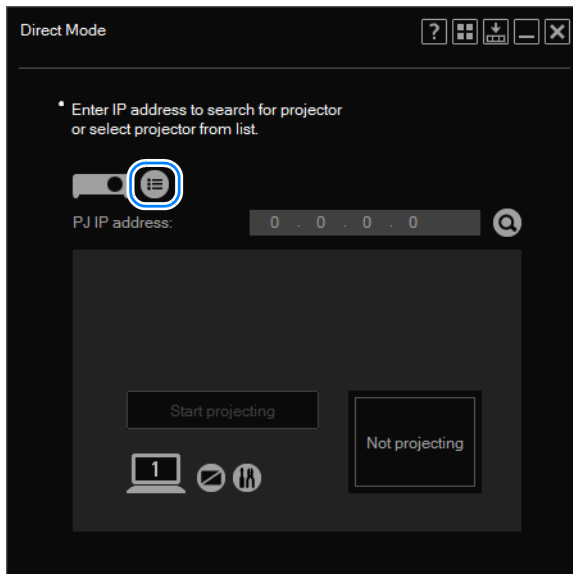 Direct Mode
?
Enter IP address to search for projector
or select projector from list.
PJ IP address: 0 . 0 . 0 . 0
Start projecting
Not projecting
1